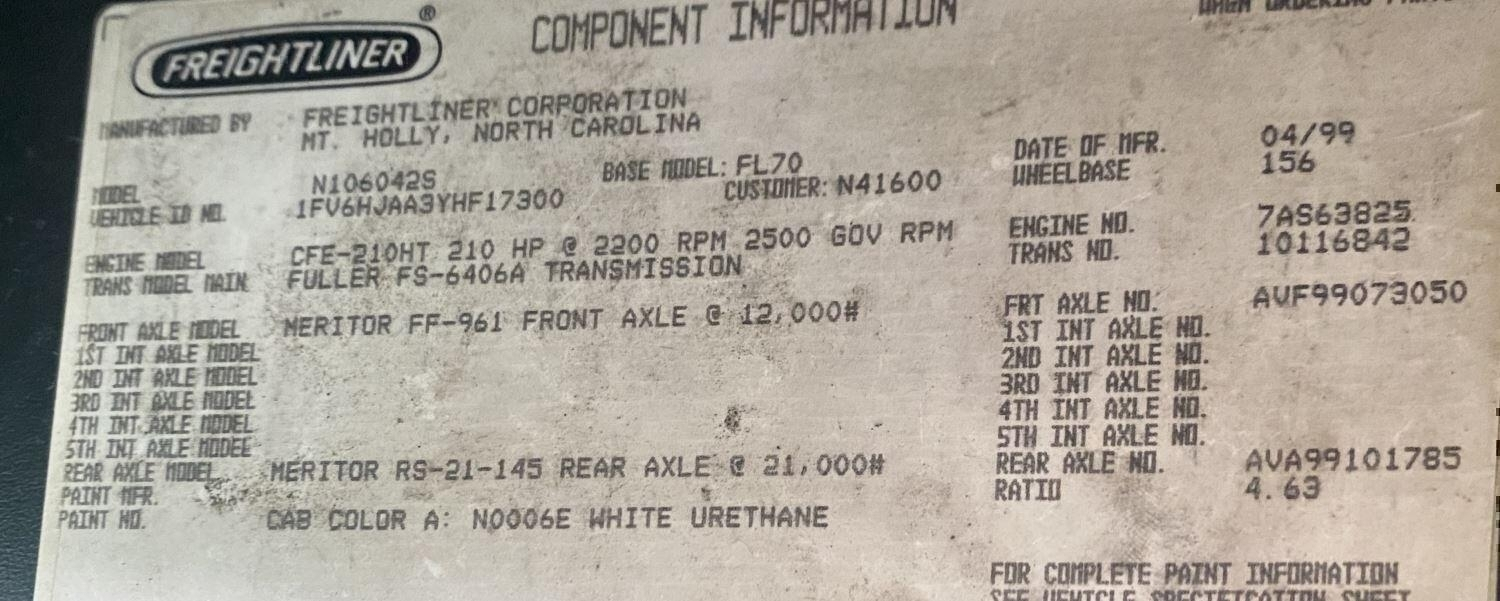 FREIGHTLINER®
COMPONENT INFORMATION
WHEN ORDERING
MANUFACTURED BY FREIGHTLINER CORPORATION
MT. HOLLY, NORTH CAROLINA
DATE OF MFR. 04/99
MODEL N106042S BASE MODEL: FL70
WHEELBASE 156
VEHICLE ID NO. 1FV6HJAA3YHF17300 CUSTOMER: N41600
ENGINE NO. 7AS63825
ENGINE MODEL CFE-210HT 210 HP @ 2200 RPM 2500 GOV RPM
TRANS NO. 10116842
TRANS MODEL MAIN FULLER FS-6406A TRANSMISSION
FRT AXLE NO. AVF99073050
FRONT AXLE MODEL MERITOR FF-961 FRONT AXLE @ 12,000#
1ST INT AXLE NO.
1ST INT AXLE MODEL
2ND INT AXLE NO.
2ND INT AXLE MODEL
3RD INT AXLE NO.
3RD INT AXLE MODEL
4TH INT AXLE NO.
4TH INT AXLE MODEL
5TH INT AXLE NO.
5TH INT AXLE MODEL
REAR AXLE NO. AVA99101785
REAR AXLE MODEL MERITOR RS-21-145 REAR AXLE @ 21,000#
RATIO 4.63
PAINT MFR.
PAINT NO. CAB COLOR A: N0006E WHITE URETHANE
FOR COMPLETE PAINT INFORMATION
SEE VEHICLE SPECIFICATION SHEET